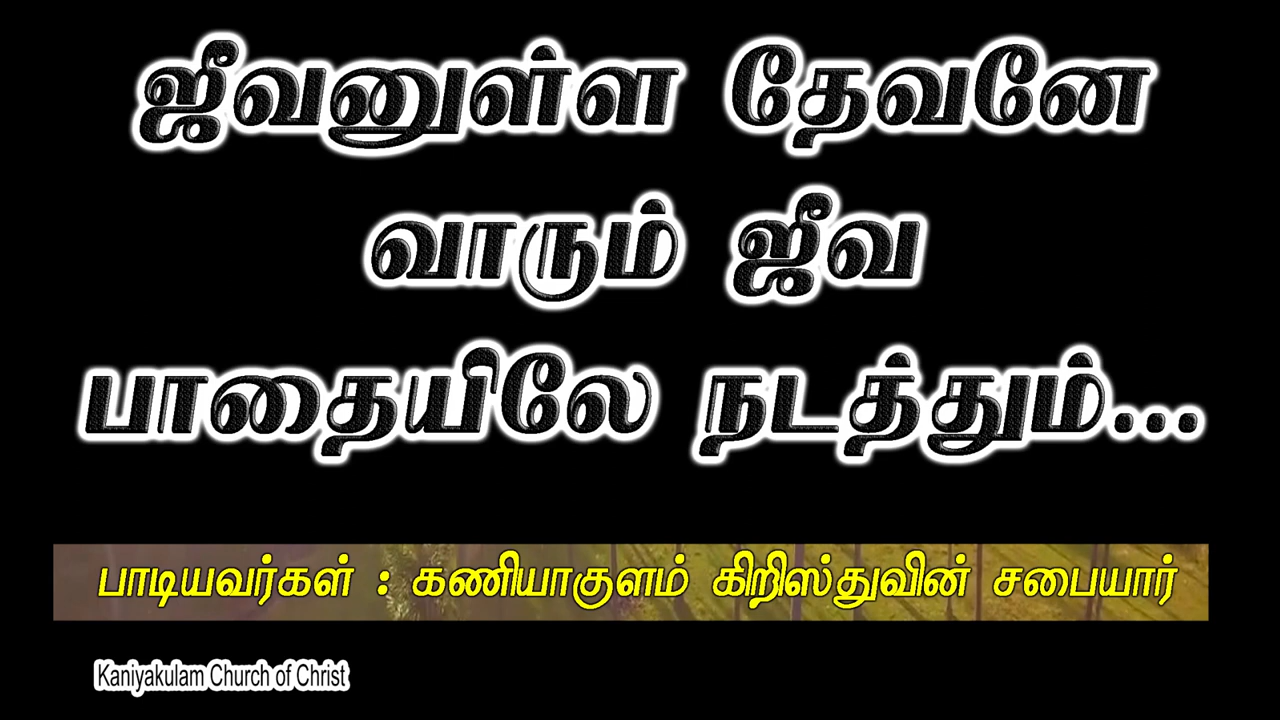 ஜீவனுள்ள தேவனே
வாரும் ஜீவ
பாதையிலே நடத்தும்...
பாடியவர்கள் : கணியாகுளம் கிறிஸ்துவின் சபையார்
Kaniyakulam Church of Christ